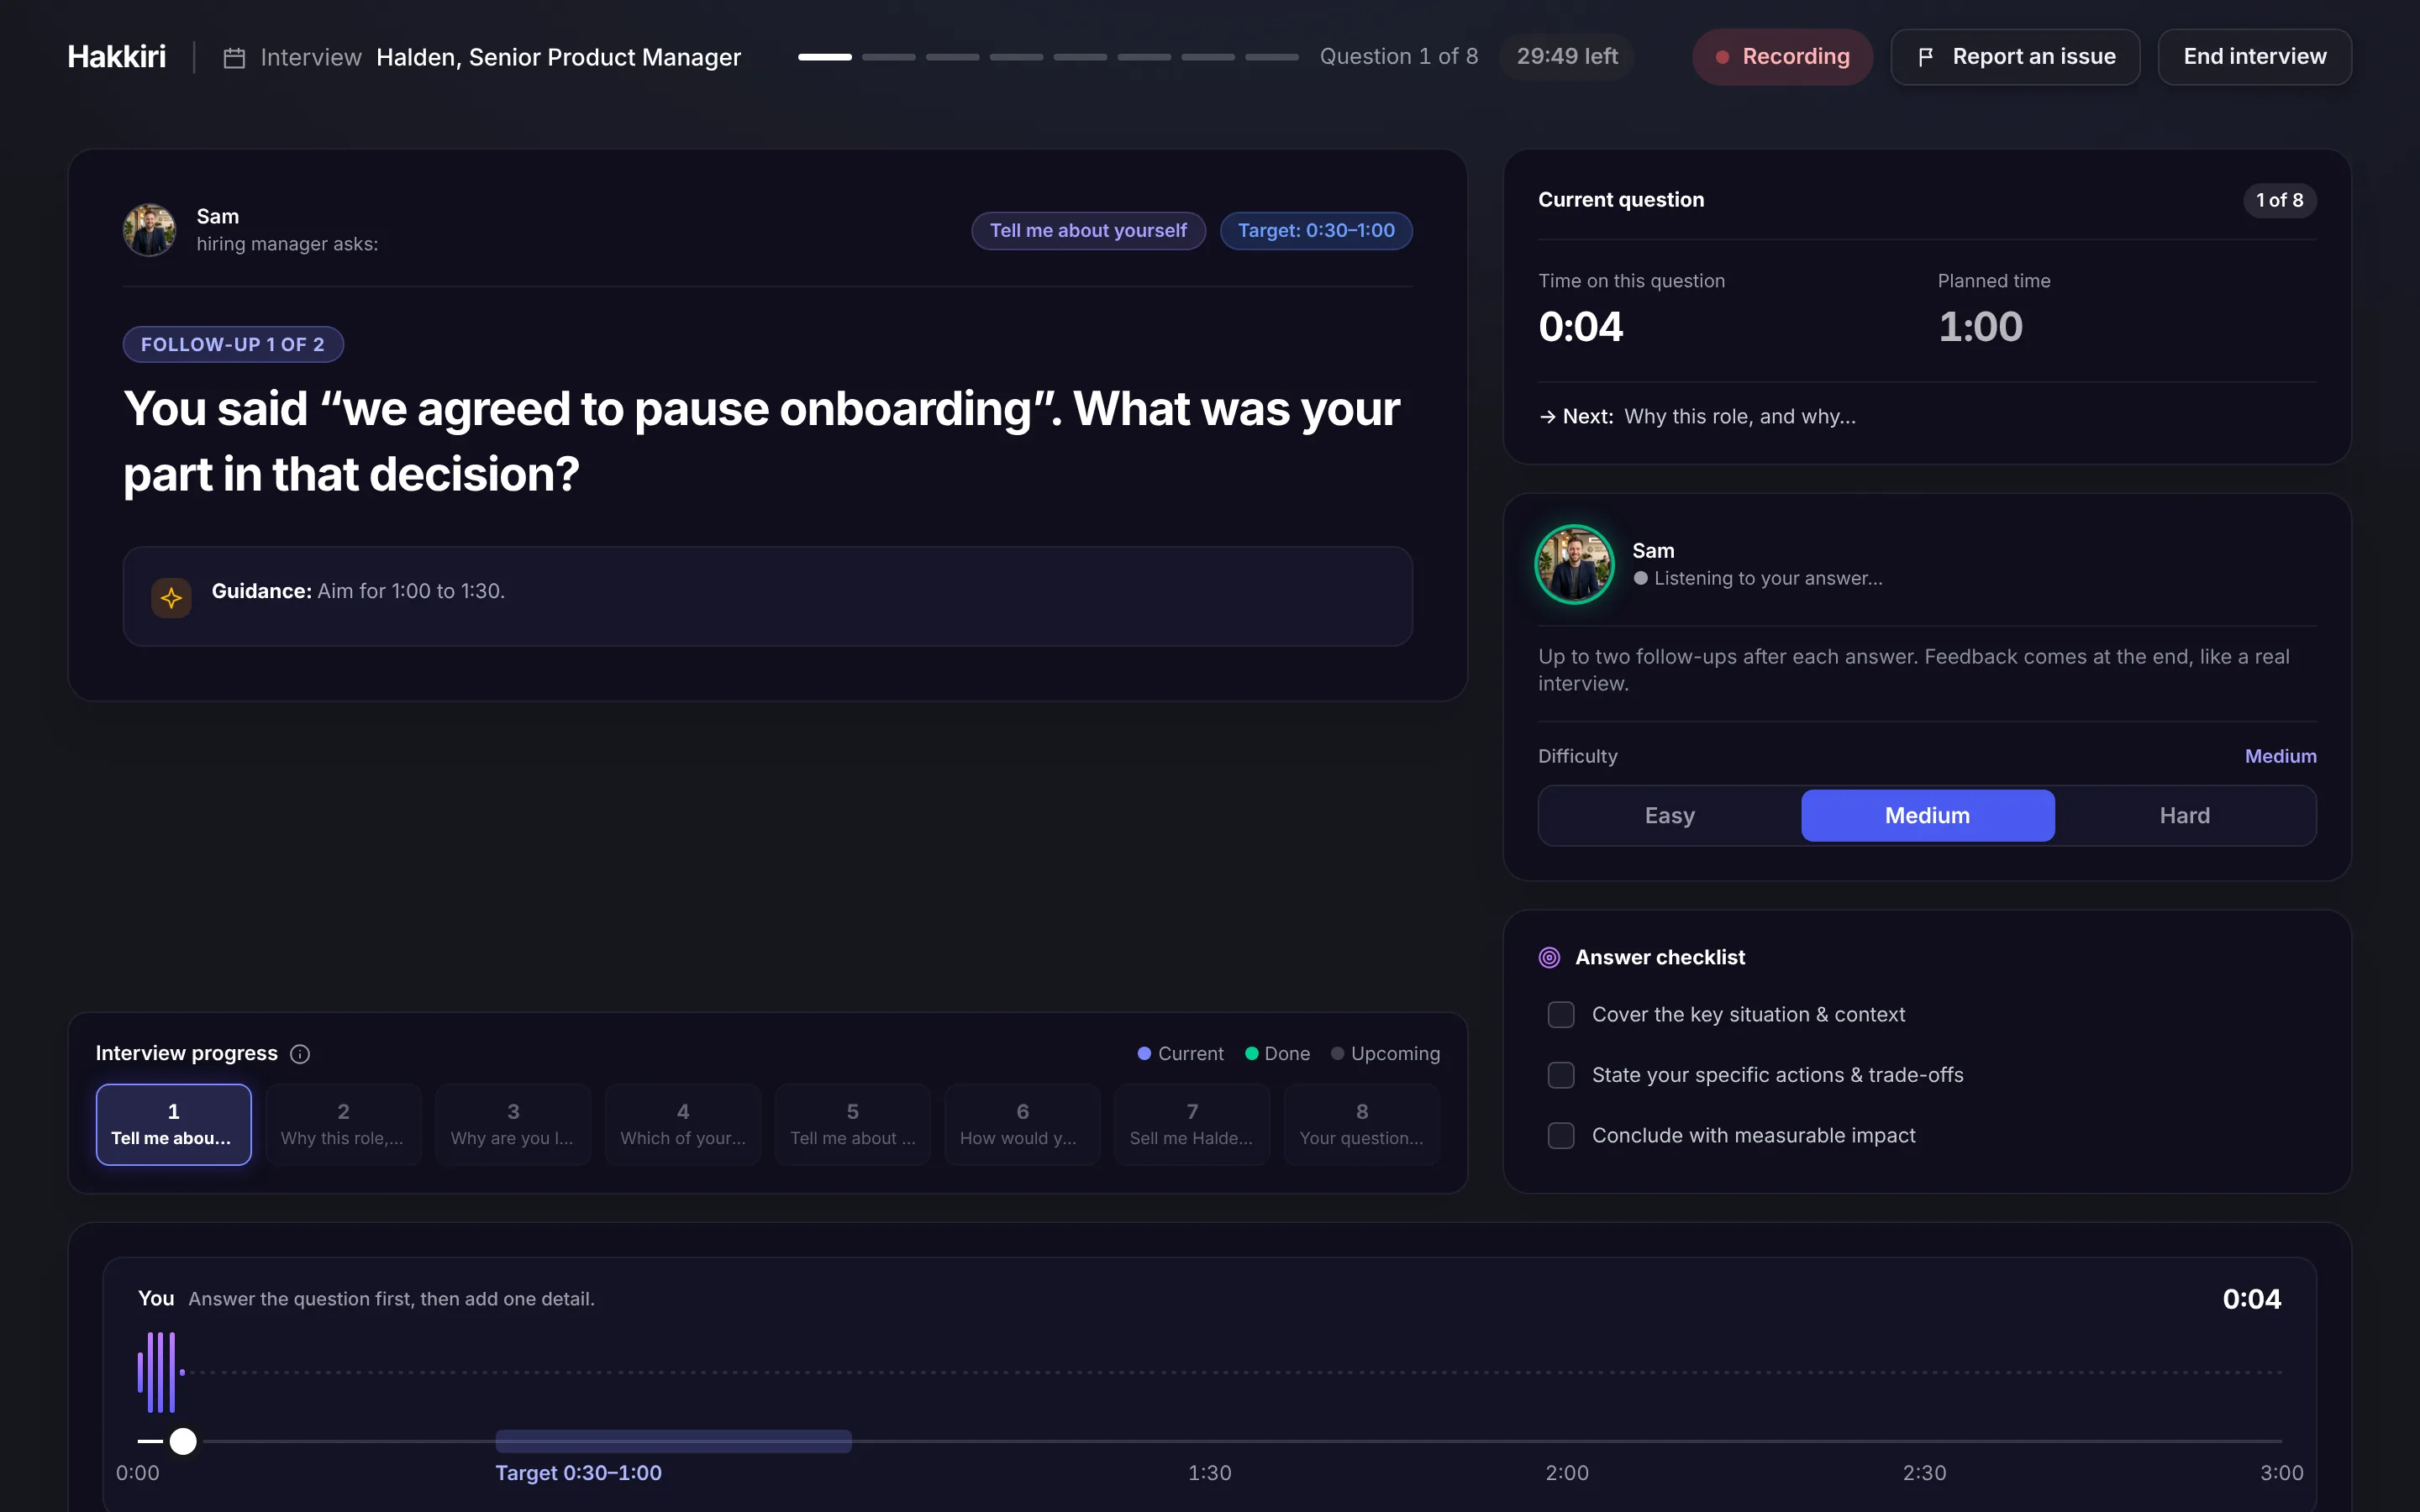 Hakkiri
Interview Halden, Senior Product Manager
Question 1 of 8
29:49 left
Recording
Report an issue
End interview
Sam
hiring manager asks:
Tell me about yourself
Target: 0:30–1:00
FOLLOW-UP 1 OF 2
You said “we agreed to pause onboarding”. What was your
part in that decision?
Guidance: Aim for 1:00 to 1:30.
Current question
1 of 8
Time on this question
0:04
Planned time
1:00
→ Next: Why this role, and why...
Sam
Listening to your answer...
Up to two follow-ups after each answer. Feedback comes at the end, like a real
interview.
Difficulty
Medium
Easy
Medium
Hard
Answer checklist
Cover the key situation & context
State your specific actions & trade-offs
Conclude with measurable impact
Interview progress
Current
Done
Upcoming
1
Tell me abou...
2
Why this role,...
3
Why are you l...
4
Which of your...
5
Tell me about ...
6
How would y...
7
Sell me Halde...
8
Your question...
You Answer the question first, then add one detail.
0:04
0:00
Target 0:30–1:00
1:30
2:00
2:30
3:00